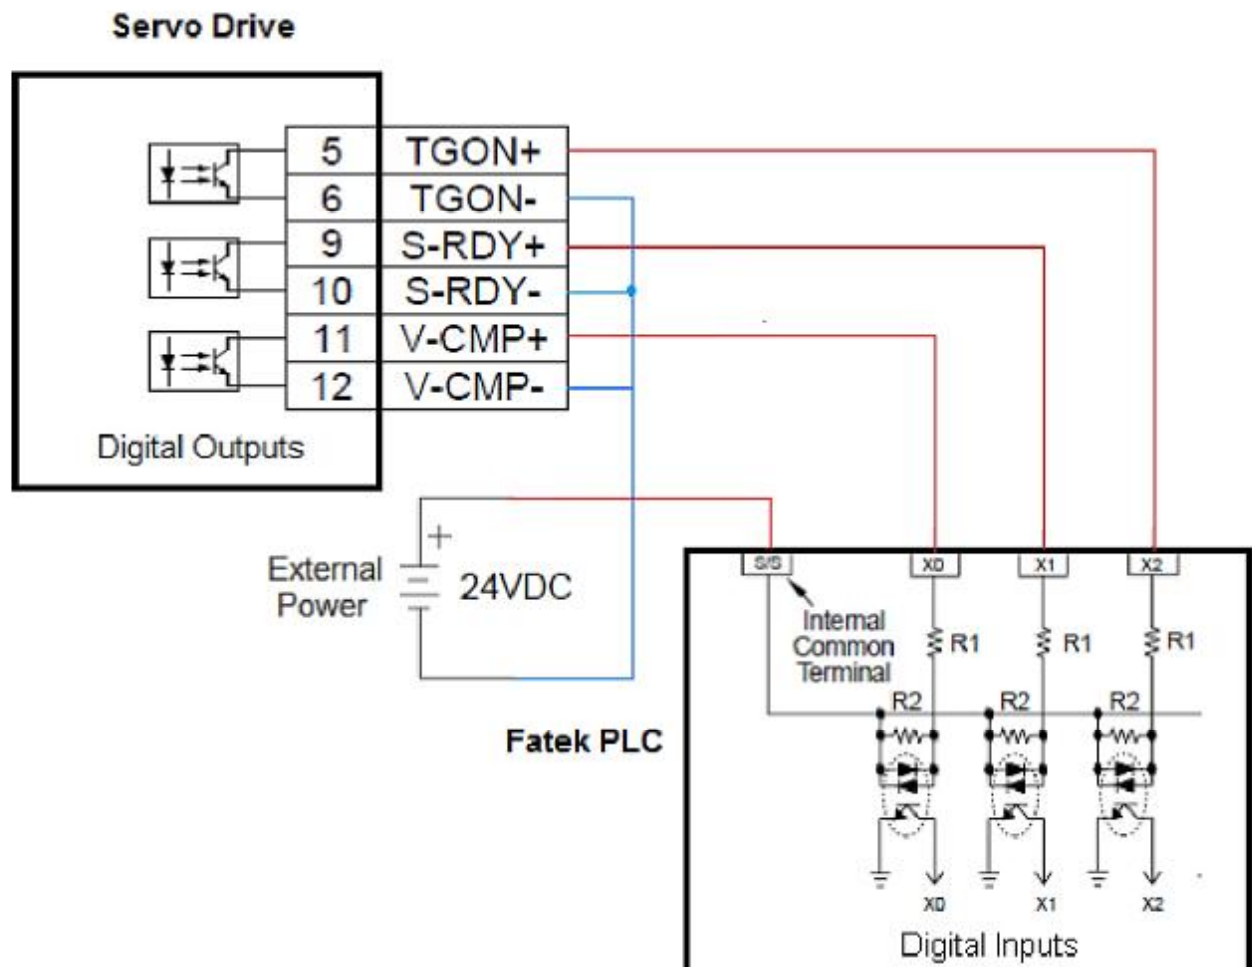 Servo Drive
5 TGON+
6 TGON-
9 S-RDY+
10 S-RDY-
11 V-CMP+
12 V-CMP-
Digital Outputs
+
External
Power
24VDC
S/S X0 X1 X2
Internal
Common
Terminal
R1 R1 R1
R2 R2 R2
Fatek PLC
X0 X1 X2
Digital Inputs